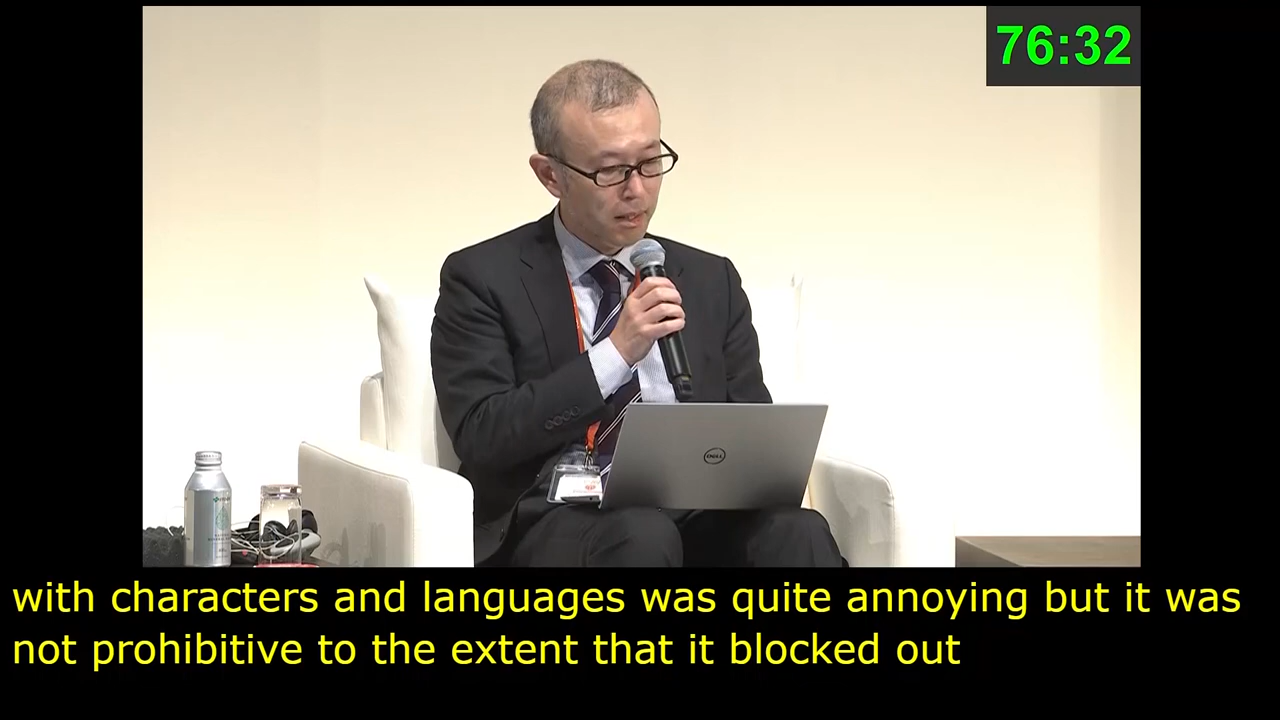 76:32
DELL
with characters and languages was quite annoying but it was
not prohibitive to the extent that it blocked out